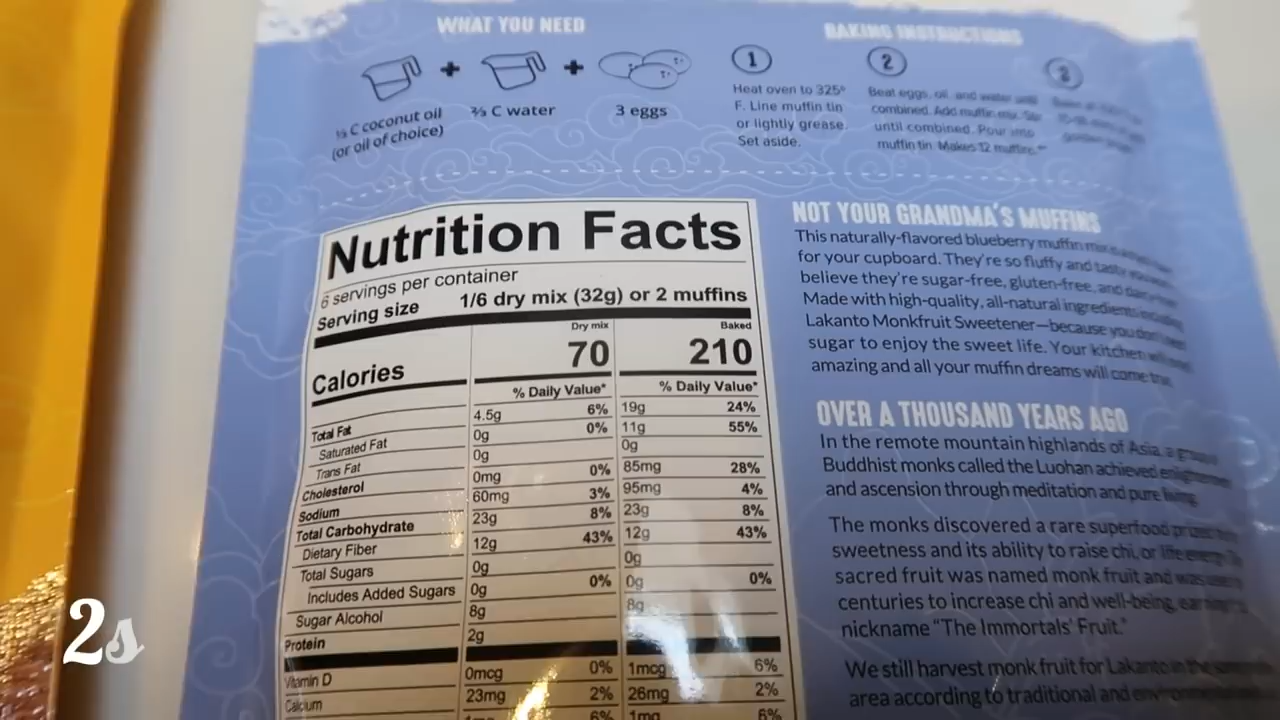 WHAT YOU NEED
⅓ C coconut oil
(or oil of choice)
+
⅔ C water
+
3 eggs
BAKING INSTRUCTIONS
1
Heat oven to 325°
F. Line muffin tin
or lightly grease.
Set aside.
2
Beat eggs, oil, and water until
combined. Add muffin mix. Stir
until combined. Pour into
muffin tin. Makes 12 muffins.**
3
Nutrition Facts
6 servings per container
Serving size 1/6 dry mix (32g) or 2 muffins
Dry mix Baked
Calories 70 210
% Daily Value* % Daily Value*
Total Fat 4.5g 6% 19g 24%
Saturated Fat 0g 0% 11g 55%
Trans Fat 0g 0g
Cholesterol 0mg 0% 85mg 28%
Sodium 60mg 3% 95mg 4%
Total Carbohydrate 23g 8% 23g 8%
Dietary Fiber 12g 43% 12g 43%
Total Sugars 0g 0g
Includes Added Sugars 0g 0% 0g 0%
Sugar Alcohol 8g 8g
Protein 2g
Vitamin D 0mcg 0% 1mcg 6%
Calcium 23mg 2% 26mg 2%
1mg 6% 1mg 6%
NOT YOUR GRANDMA'S MUFFINS
This naturally-flavored blueberry muffin mix
for your cupboard. They're so fluffy and tasty
believe they're sugar-free, gluten-free, and dairy-free
Made with high-quality, all-natural ingredients including
Lakanto Monkfruit Sweetener—because you don't need
sugar to enjoy the sweet life. Your kitchen will
amazing and all your muffin dreams will come true.
OVER A THOUSAND YEARS AGO
In the remote mountain highlands of Asia, a group
Buddhist monks called the Luohan achieved enlightenment
and ascension through meditation and pure living.
The monks discovered a rare superfood prized
sweetness and its ability to raise chi, or life energy.
sacred fruit was named monk fruit and was used
centuries to increase chi and well-being, earning
nickname "The Immortals' Fruit."
We still harvest monk fruit for Lakanto in the same
area according to traditional and
2s